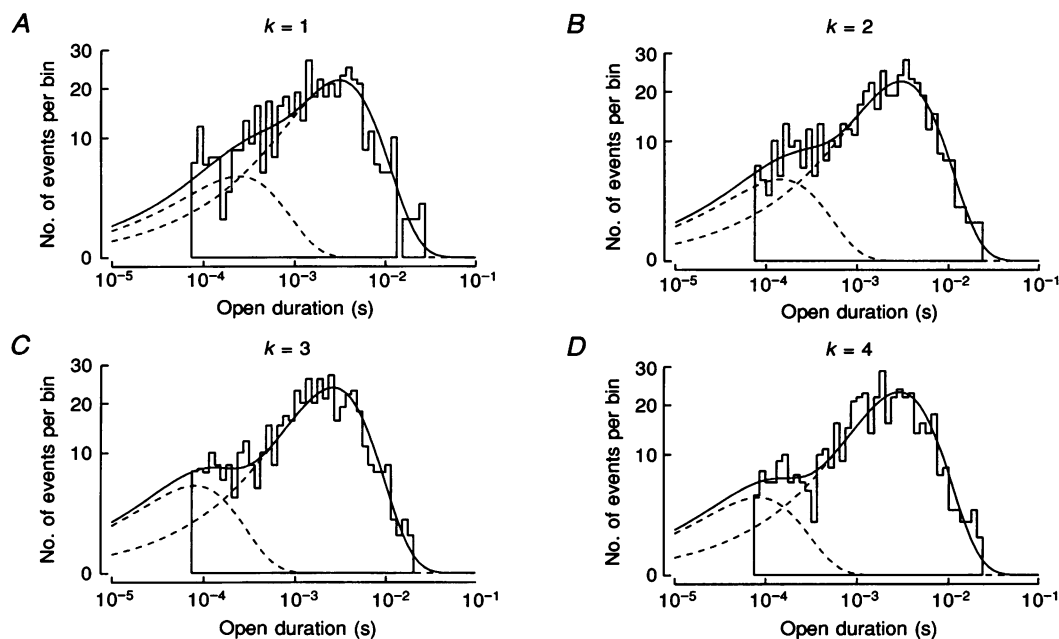 A
k = 1
No. of events per bin
30
20
10
0
10⁻⁵ 10⁻⁴ 10⁻³ 10⁻² 10⁻¹
Open duration (s)
B
k = 2
No. of events per bin
30
20
10
0
10⁻⁵ 10⁻⁴ 10⁻³ 10⁻² 10⁻¹
Open duration (s)
C
k = 3
No. of events per bin
30
20
10
0
10⁻⁵ 10⁻⁴ 10⁻³ 10⁻² 10⁻¹
Open duration (s)
D
k = 4
No. of events per bin
30
20
10
0
10⁻⁵ 10⁻⁴ 10⁻³ 10⁻² 10⁻¹
Open duration (s)